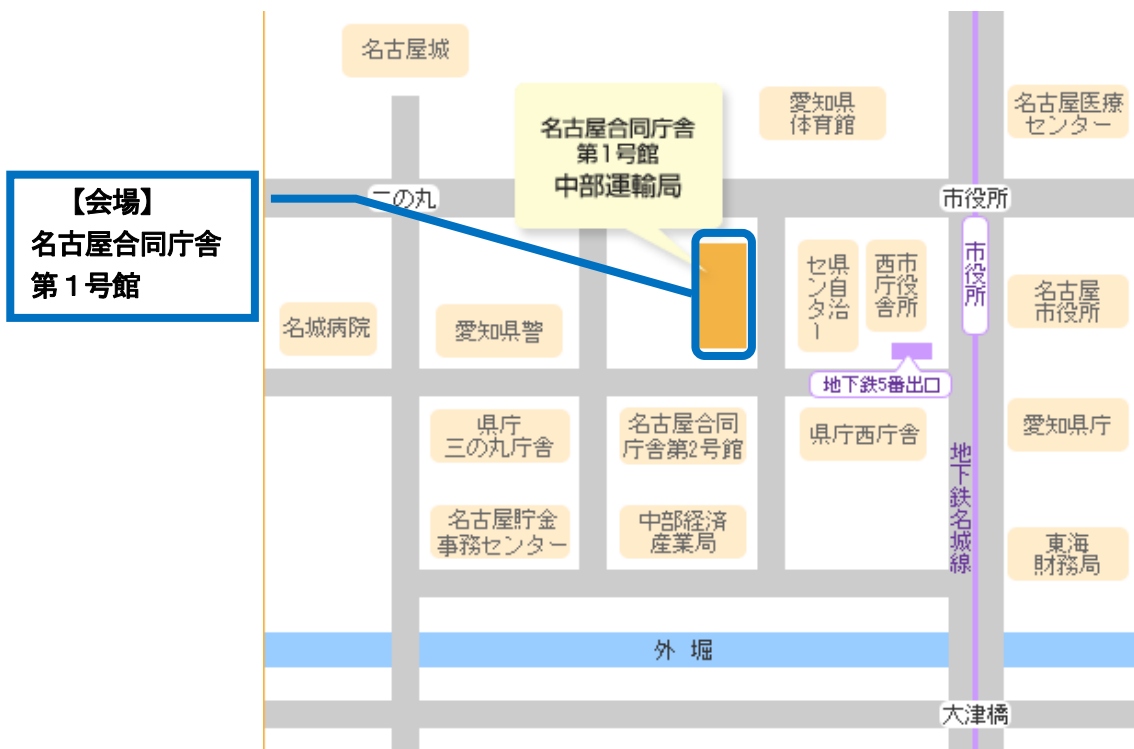 名古屋城
愛知県
体育館
名古屋医療
センター
名古屋合同庁舎
第1号館
中部運輸局
【会場】
名古屋合同庁舎
第１号館
二の丸
市役所
市役所
県自治
センター
市役所
西庁舎
名古屋
市役所
名城病院
愛知県警
地下鉄5番出口
県庁
三の丸庁舎
名古屋合同
庁舎第2号館
県庁西庁舎
愛知県庁
地下鉄名城線
名古屋貯金
事務センター
中部経済
産業局
東海
財務局
外 堀
大津橋